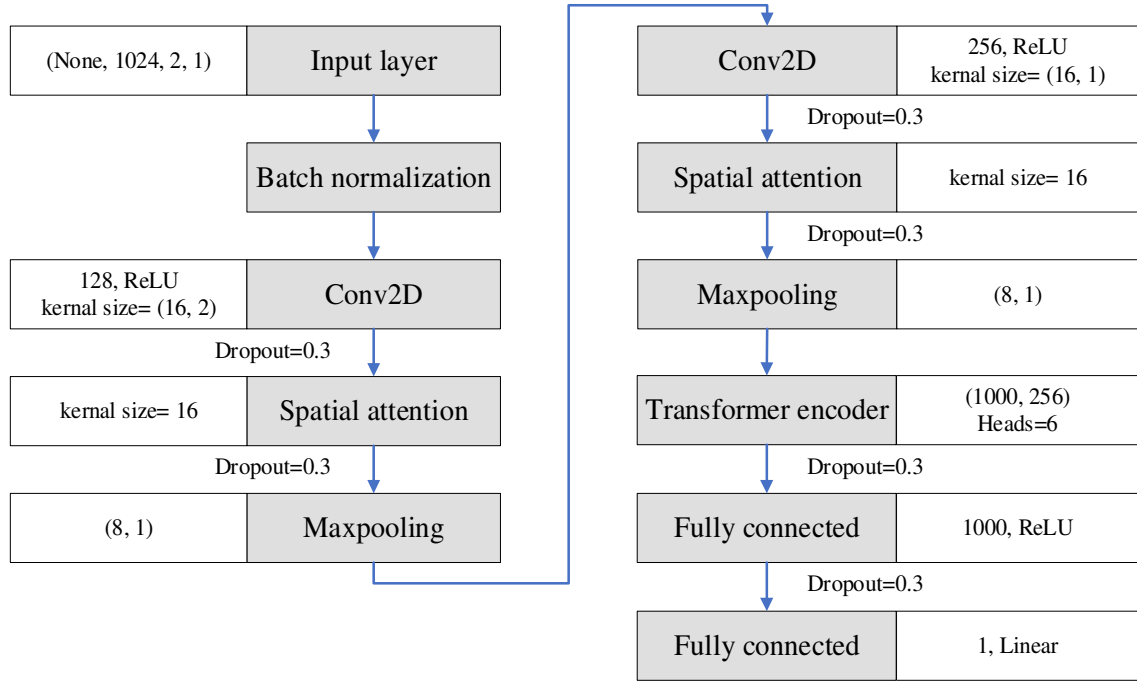 (None, 1024, 2, 1)
Input layer
Batch normalization
128, ReLU
kernal size= (16, 2)
Conv2D
Dropout=0.3
kernal size= 16
Spatial attention
Dropout=0.3
(8, 1)
Maxpooling
Conv2D
256, ReLU
kernal size= (16, 1)
Dropout=0.3
Spatial attention
kernal size= 16
Dropout=0.3
Maxpooling
(8, 1)
Transformer encoder
(1000, 256)
Heads=6
Dropout=0.3
Fully connected
1000, ReLU
Dropout=0.3
Fully connected
1, Linear